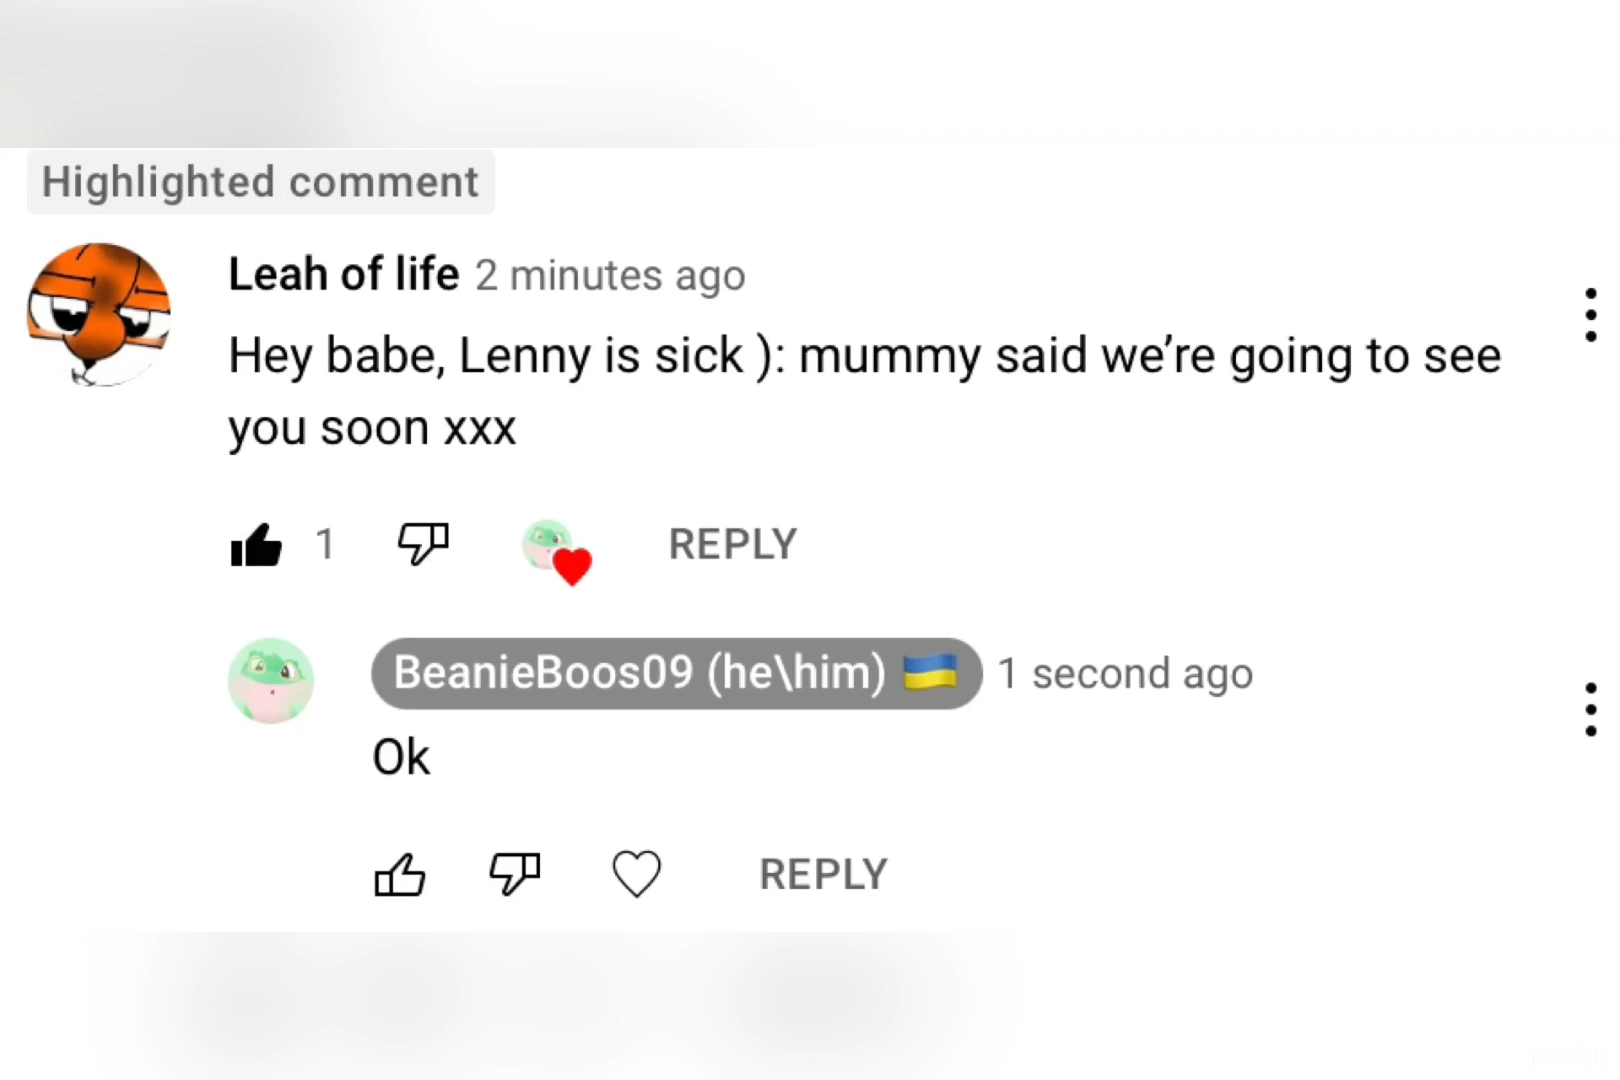 Highlighted comment
Leah of life 2 minutes ago
Hey babe, Lenny is sick ): mummy said we’re going to see
you soon xxx
1 REPLY
BeanieBoos09 (he\him) 🇺🇦 1 second ago
Ok
REPLY